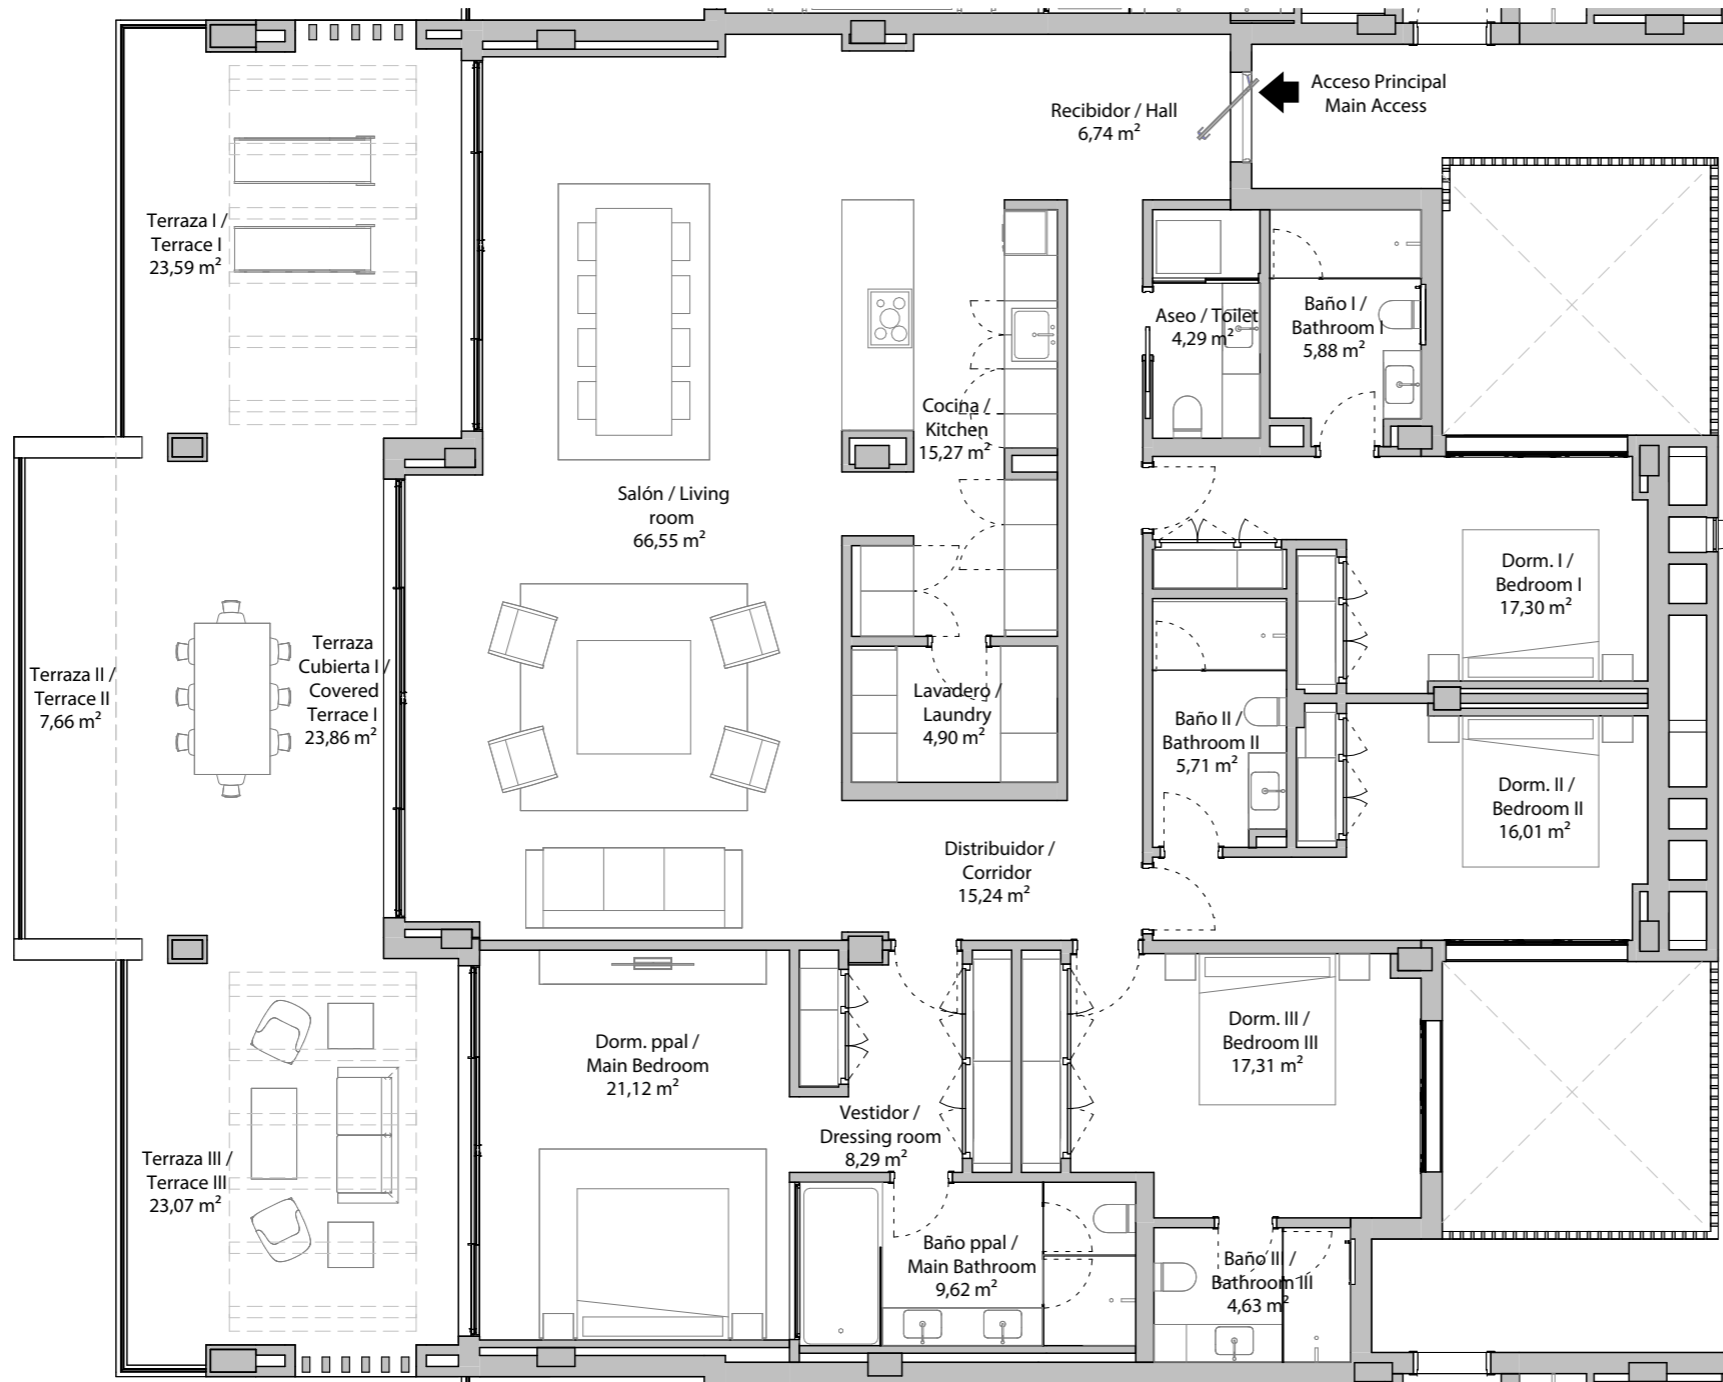 Acceso Principal
Main Access
Recibidor / Hall
6,74 m²
Terraza I /
Terrace I
23,59 m²
Aseo / Toilet
4,29 m²
Baño I /
Bathroom I
5,88 m²
Cocina /
Kitchen
15,27 m²
Salón / Living
room
66,55 m²
Dorm. I /
Bedroom I
17,30 m²
Terraza II /
Terrace II
7,66 m²
Terraza
Cubierta I /
Covered
Terrace I
23,86 m²
Lavadero /
Laundry
4,90 m²
Baño II /
Bathroom II
5,71 m²
Dorm. II /
Bedroom II
16,01 m²
Distribuidor /
Corridor
15,24 m²
Dorm. ppal /
Main Bedroom
21,12 m²
Dorm. III /
Bedroom III
17,31 m²
Vestidor /
Dressing room
8,29 m²
Terraza III /
Terrace III
23,07 m²
Baño ppal /
Main Bathroom
9,62 m²
Baño III /
Bathroom III
4,63 m²